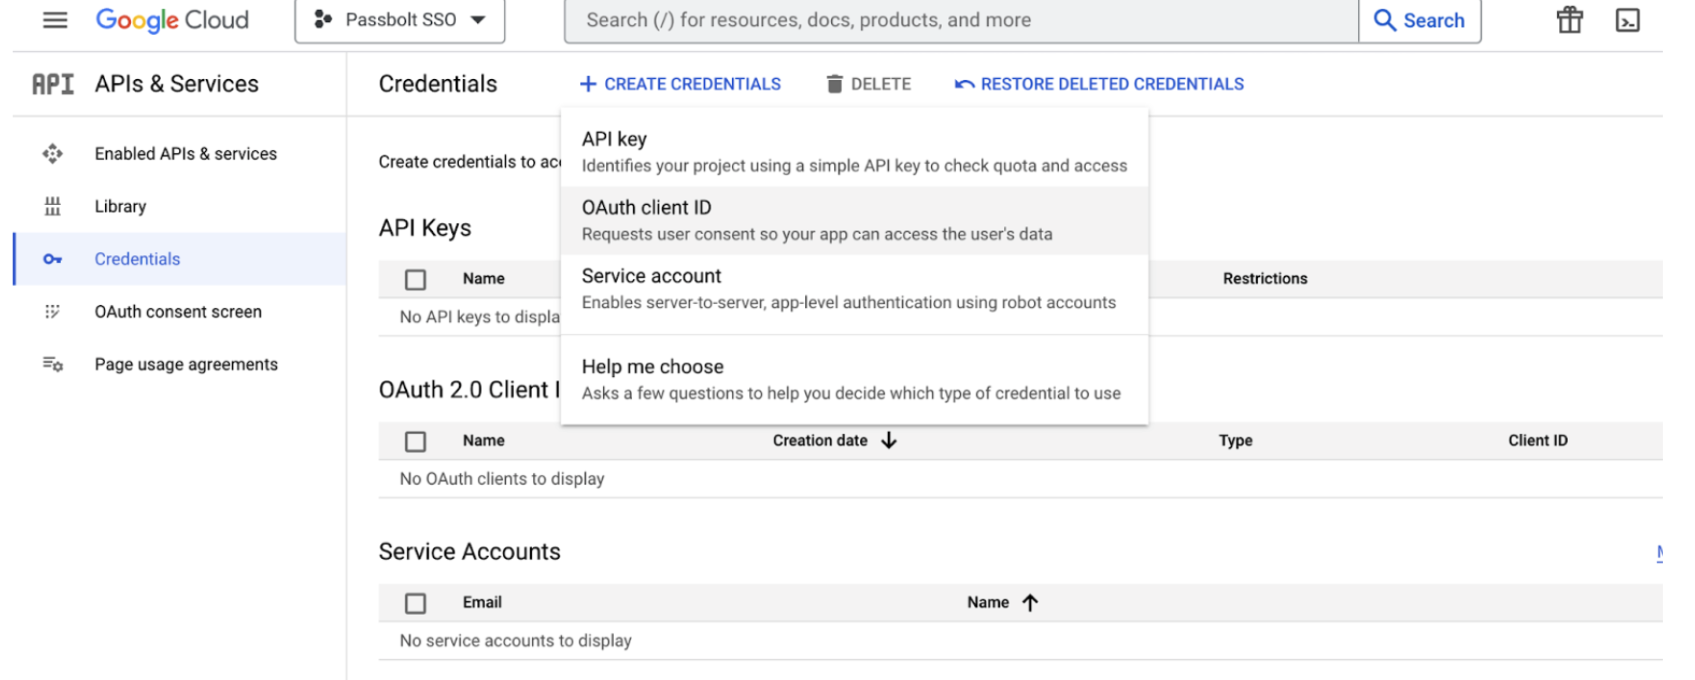 Google Cloud
Passbolt SSO
Search (/) for resources, docs, products, and more
Search
API APIs & Services
Credentials
CREATE CREDENTIALS
DELETE
RESTORE DELETED CREDENTIALS
Enabled APIs & services
Library
Credentials
OAuth consent screen
Page usage agreements
Create credentials to ac
API key
Identifies your project using a simple API key to check quota and access
OAuth client ID
Requests user consent so your app can access the user's data
Service account
Enables server-to-server, app-level authentication using robot accounts
Help me choose
Asks a few questions to help you decide which type of credential to use
API Keys
Name
Restrictions
No API keys to displa
OAuth 2.0 Client I
Name
Creation date
Type
Client ID
No OAuth clients to display
Service Accounts
Email
Name
No service accounts to display